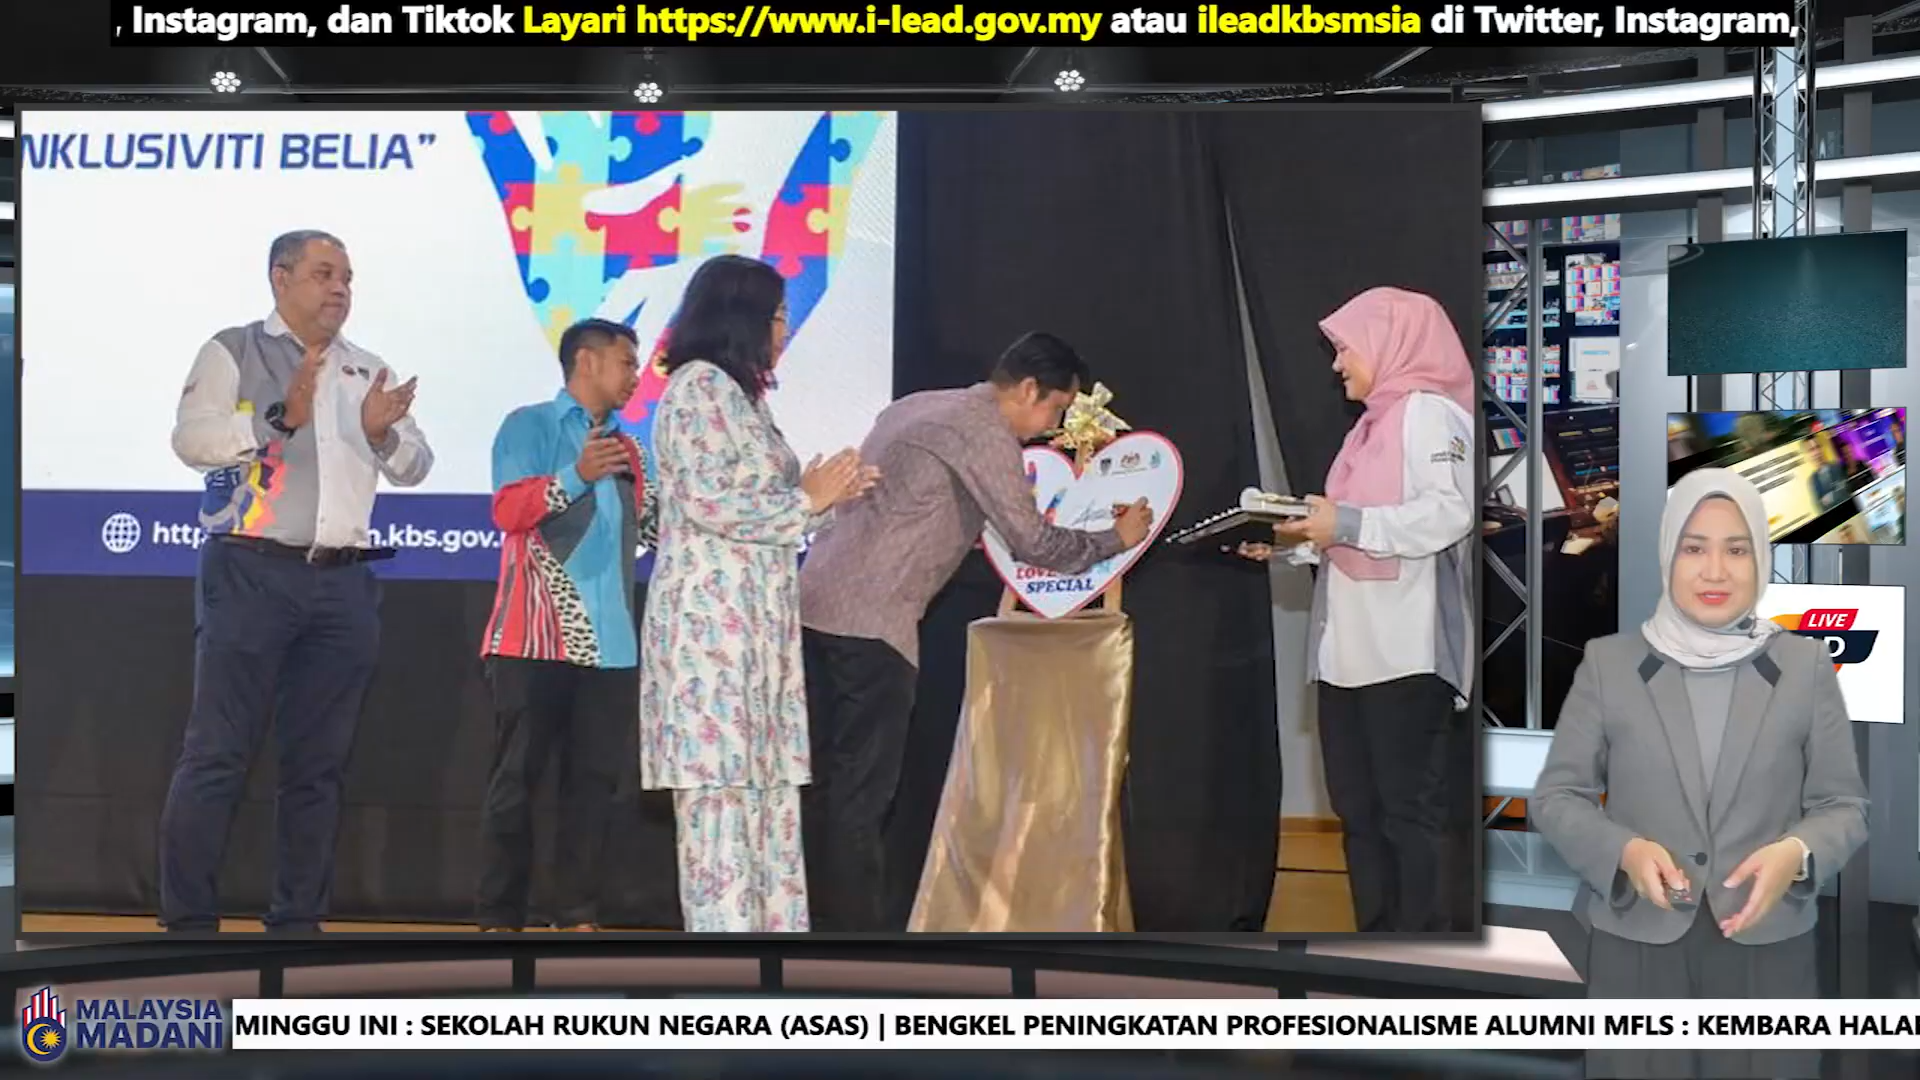 , Instagram, dan Tiktok Layari https://www.i-lead.gov.my atau ileadkbsmsia di Twitter, Instagram,
NKLUSIVITI BELIA”
.kbs.gov.
LOVE
SPECIAL
LIVE
MALAYSIA
MADANI
MINGGU INI : SEKOLAH RUKUN NEGARA (ASAS) | BENGKEL PENINGKATAN PROFESIONALISME ALUMNI MFLS : KEMBARA HALA